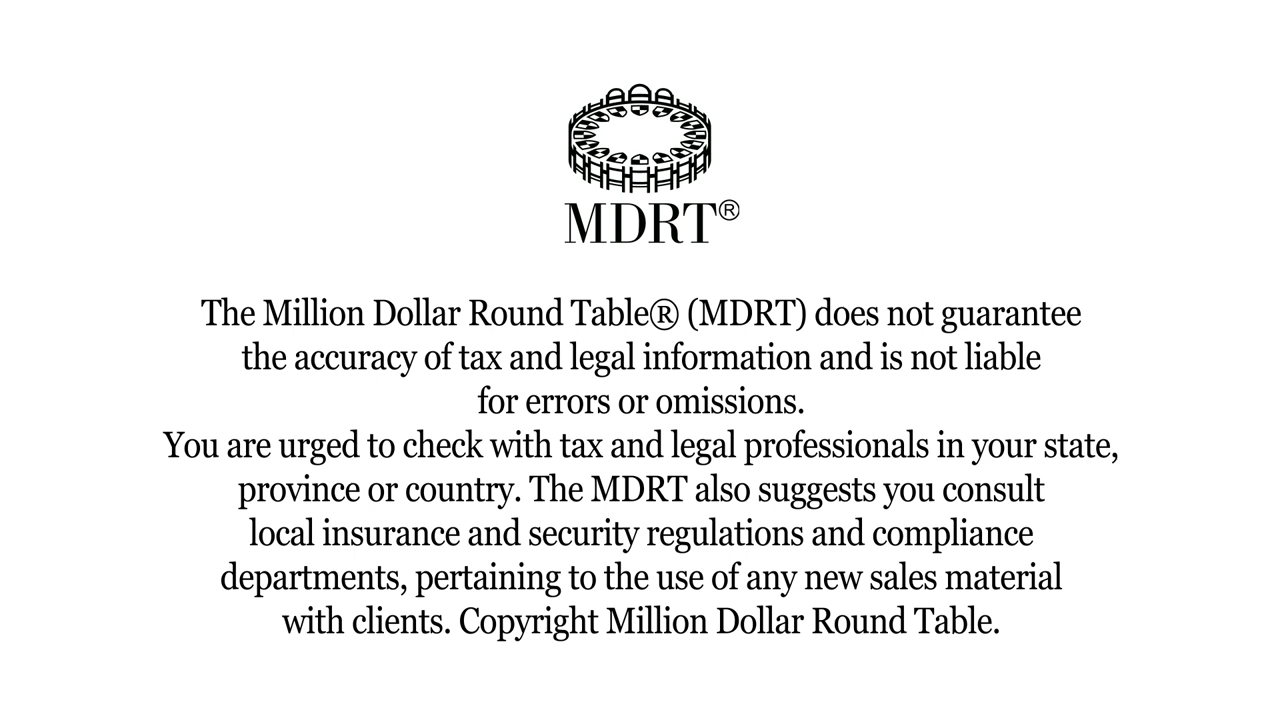 MDRT®
The Million Dollar Round Table® (MDRT) does not guarantee
the accuracy of tax and legal information and is not liable
for errors or omissions.
You are urged to check with tax and legal professionals in your state,
province or country. The MDRT also suggests you consult
local insurance and security regulations and compliance
departments, pertaining to the use of any new sales material
with clients. Copyright Million Dollar Round Table.